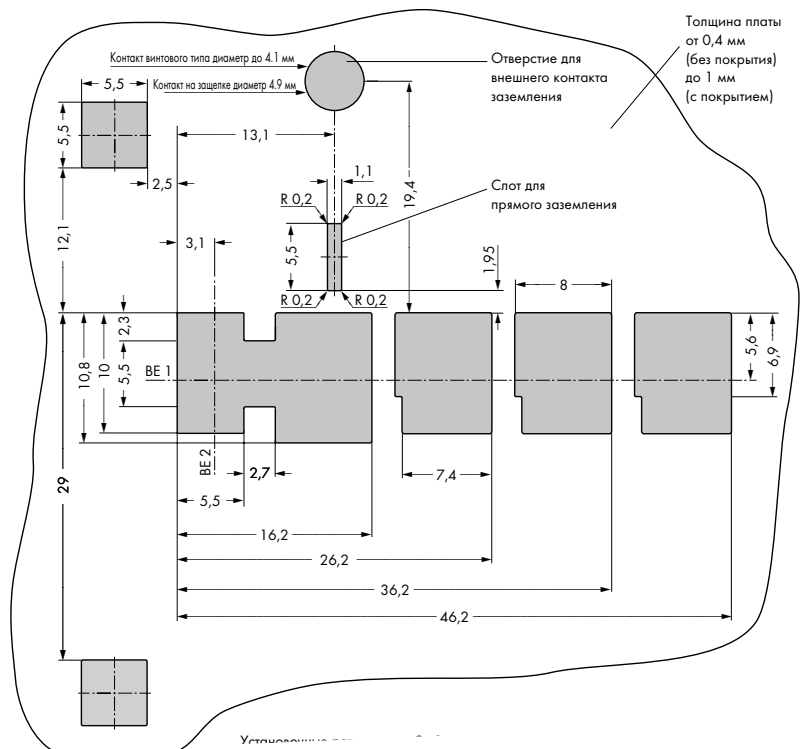 Толщина платы
от 0,4 мм
(без покрытия)
до 1 мм
(с покрытием)
Контакт винтового типа диаметр до 4.1 мм
Контакт на защелке диаметр 4.9 мм
Отверстие для
внешнего контакта
заземления
5,5
5,5
13,1
2,5
1,1
19,4
Слот для
прямого заземления
R 0,2
R 0,2
12,1
3,1
5,5
1,95
R 0,2
R 0,2
8
2,3
10
10,8
5,5
BE 1
5,6
6,9
BE 2
2,7
7,4
5,5
29
16,2
26,2
36,2
46,2